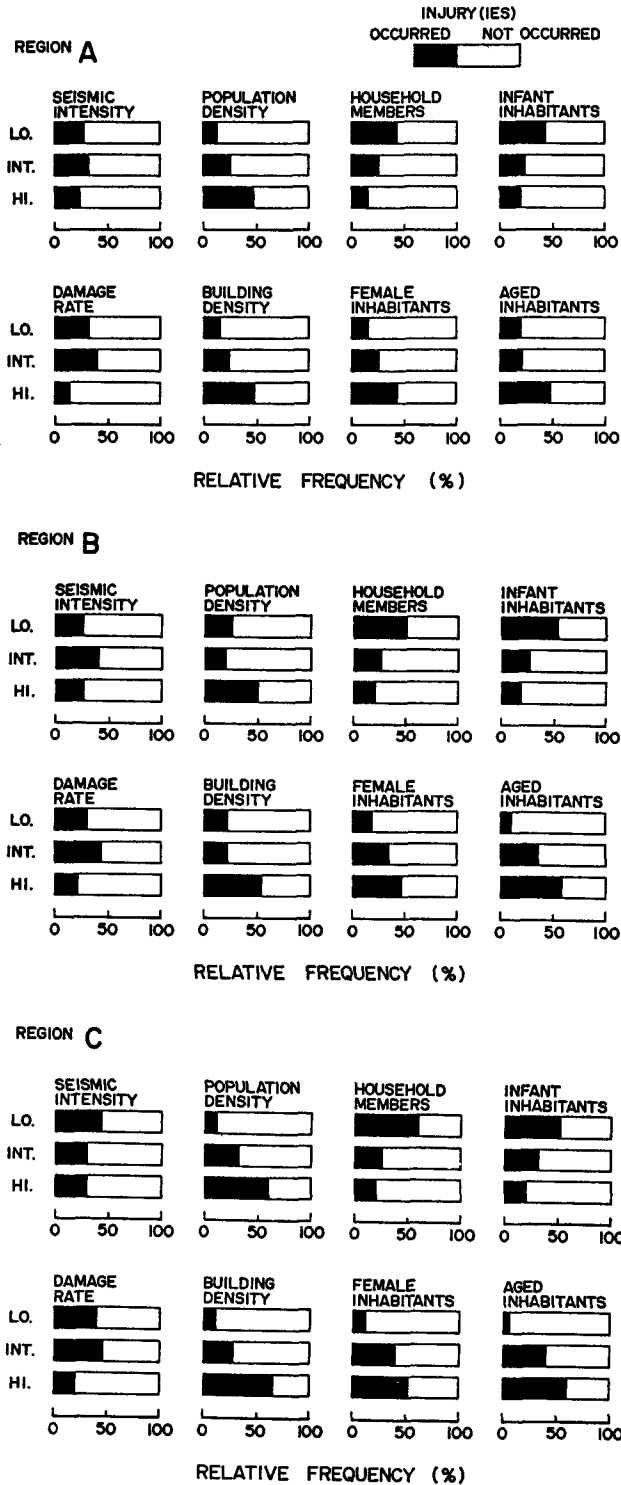 INJURY(IES)
OCCURRED NOT OCCURRED
REGION A
SEISMIC INTENSITY
POPULATION DENSITY
HOUSEHOLD MEMBERS
INFANT INHABITANTS
LO.
INT.
HI.
0 50 100 0 50 100 0 50 100 0 50 100
DAMAGE RATE
BUILDING DENSITY
FEMALE INHABITANTS
AGED INHABITANTS
LO.
INT.
HI.
0 50 100 0 50 100 0 50 100 0 50 100
RELATIVE FREQUENCY (%)
REGION B
SEISMIC INTENSITY
POPULATION DENSITY
HOUSEHOLD MEMBERS
INFANT INHABITANTS
LO.
INT.
HI.
0 50 100 0 50 100 0 50 100 0 50 100
DAMAGE RATE
BUILDING DENSITY
FEMALE INHABITANTS
AGED INHABITANTS
LO.
INT.
HI.
0 50 100 0 50 100 0 50 100 0 50 100
RELATIVE FREQUENCY (%)
REGION C
SEISMIC INTENSITY
POPULATION DENSITY
HOUSEHOLD MEMBERS
INFANT INHABITANTS
LO.
INT.
HI.
0 50 100 0 50 100 0 50 100 0 50 100
DAMAGE RATE
BUILDING DENSITY
FEMALE INHABITANTS
AGED INHABITANTS
LO.
INT.
HI.
0 50 100 0 50 100 0 50 100 0 50 100
RELATIVE FREQUENCY (%)